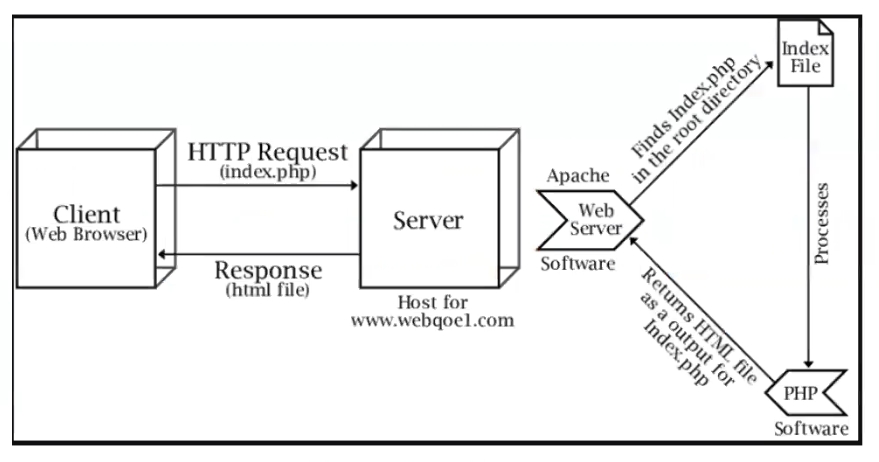 HTTP Request
(index.php)
Client
(Web Browser)
Response
(html file)
Server
Host for
www.webqoe1.com
Apache
Web
Server
Software
Finds Index.php
in the root directory
Index
File
Processes
PHP
Software
Returns HTML file
as a output for
Index.php